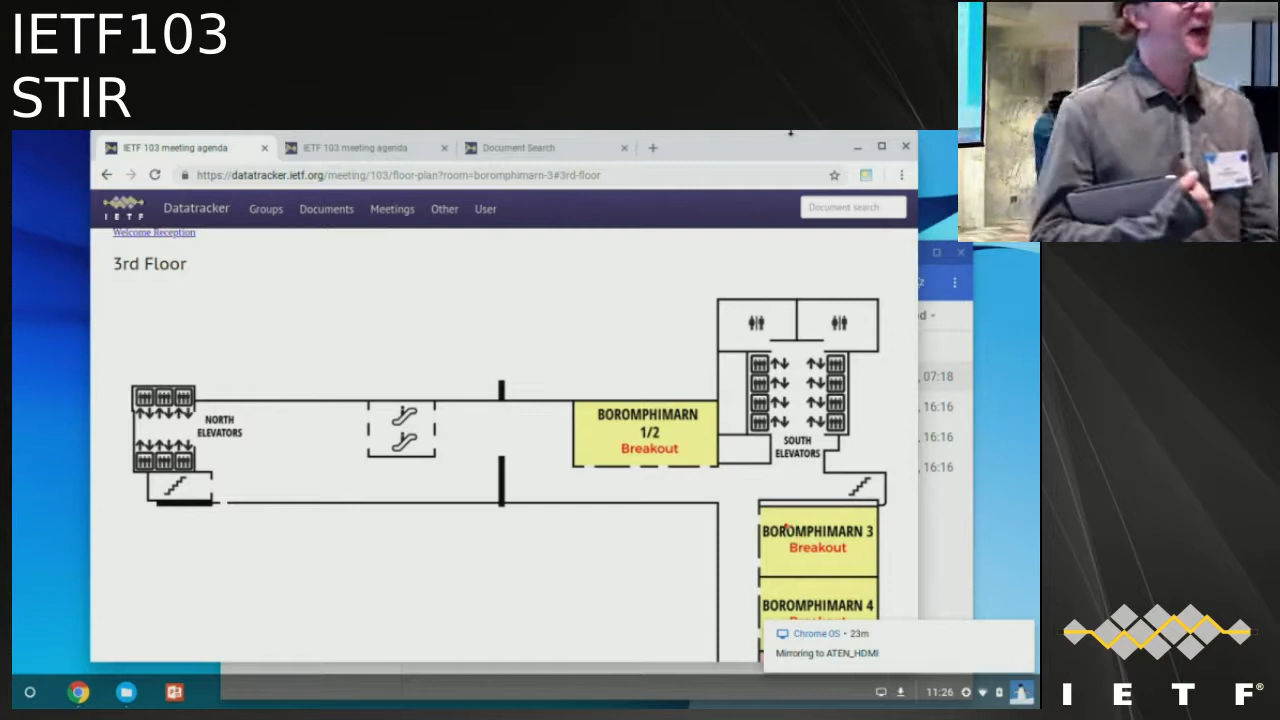 IETF103
STIR
IETF 103 meeting agenda
IETF 103 meeting agenda
Document Search
https://datatracker.ietf.org/meeting/103/floor-plan?room=boromphimarn-3#3rd-floor
IETF
Datatracker
Groups
Documents
Meetings
Other
User
Document search
Welcome Reception
3rd Floor
NORTH
ELEVATORS
BOROMPHIMARN
1/2
Breakout
SOUTH
ELEVATORS
BOROMPHIMARN 3
Breakout
BOROMPHIMARN 4
, 07:18
, 16:16
, 16:16
, 16:16
Chrome OS • 23m
Mirroring to ATEN_HDMI
11:26
I E T F®